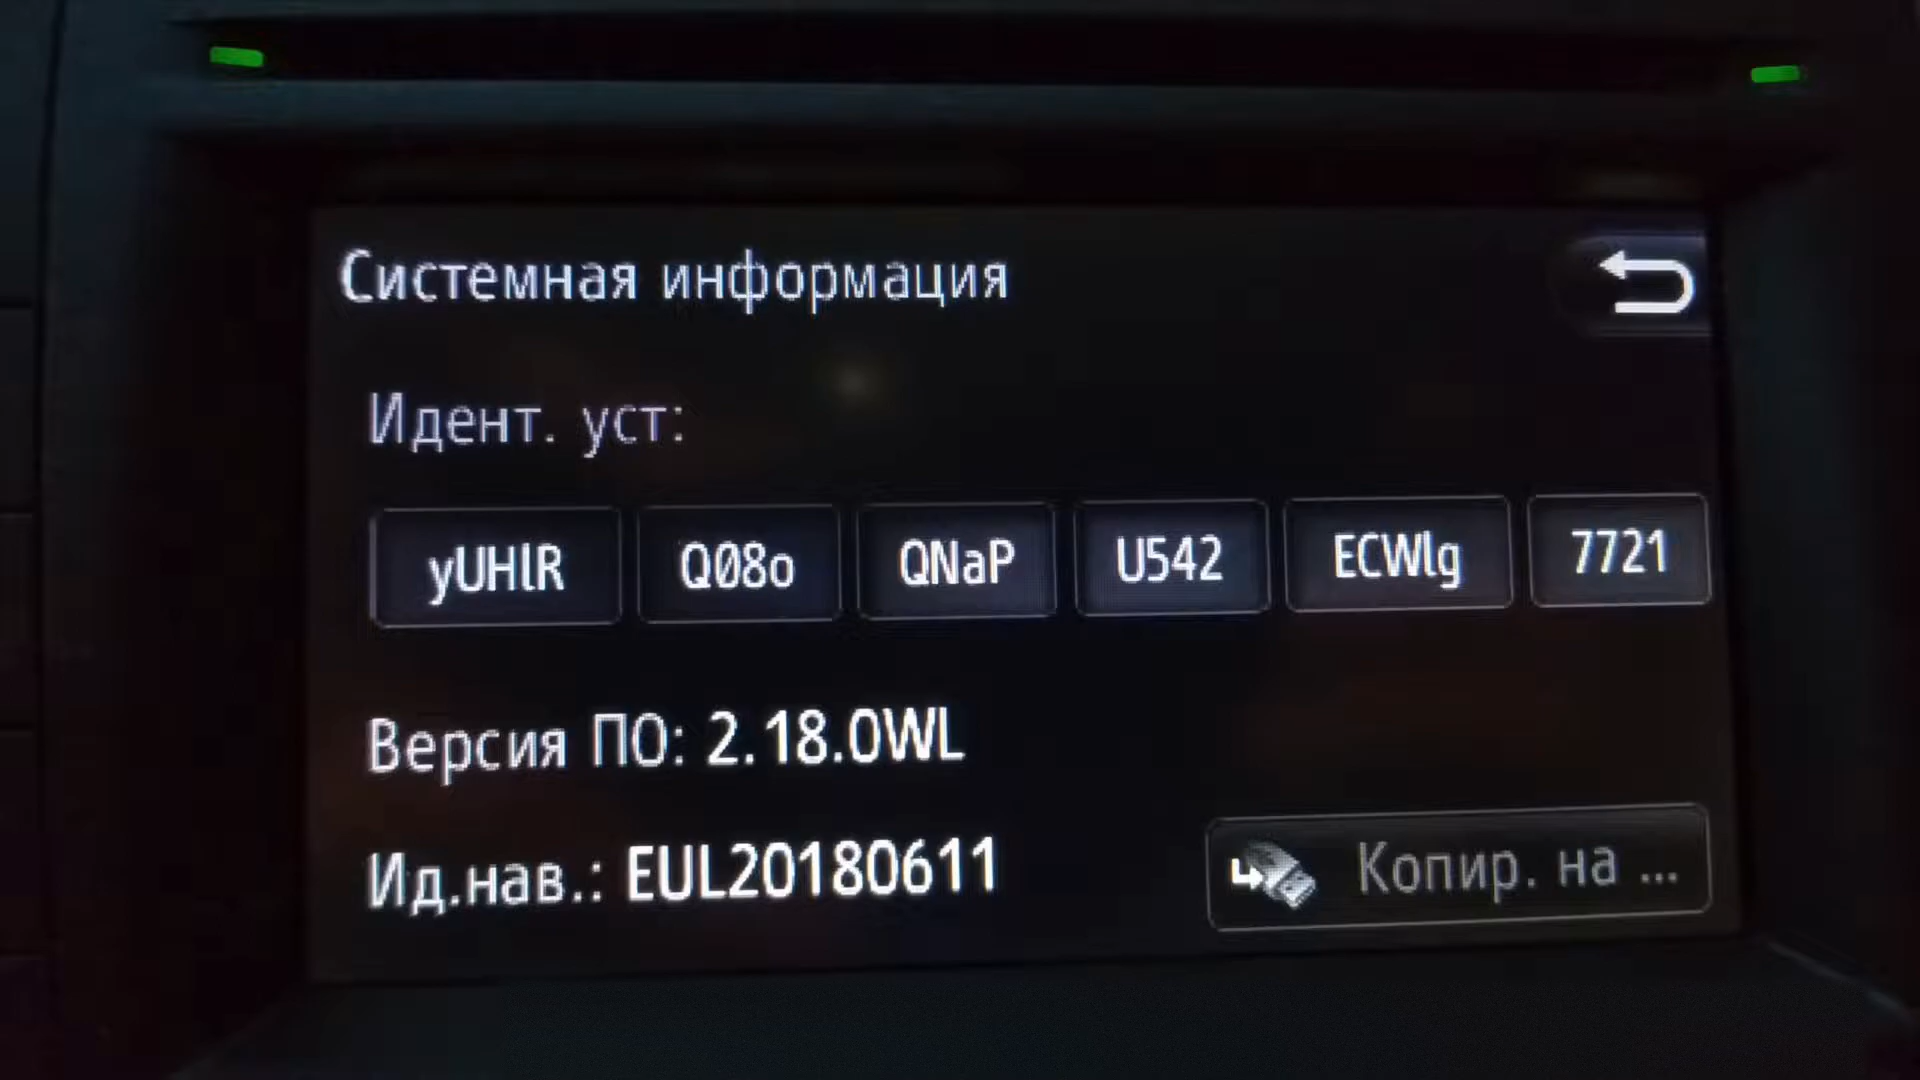 Системная информация
Идент. уст:
yUHlR Q08o QNaP U542 ECWlg 7721
Версия ПО: 2.18.0WL
Ид.нав.: EUL20180611
Копир. на ...